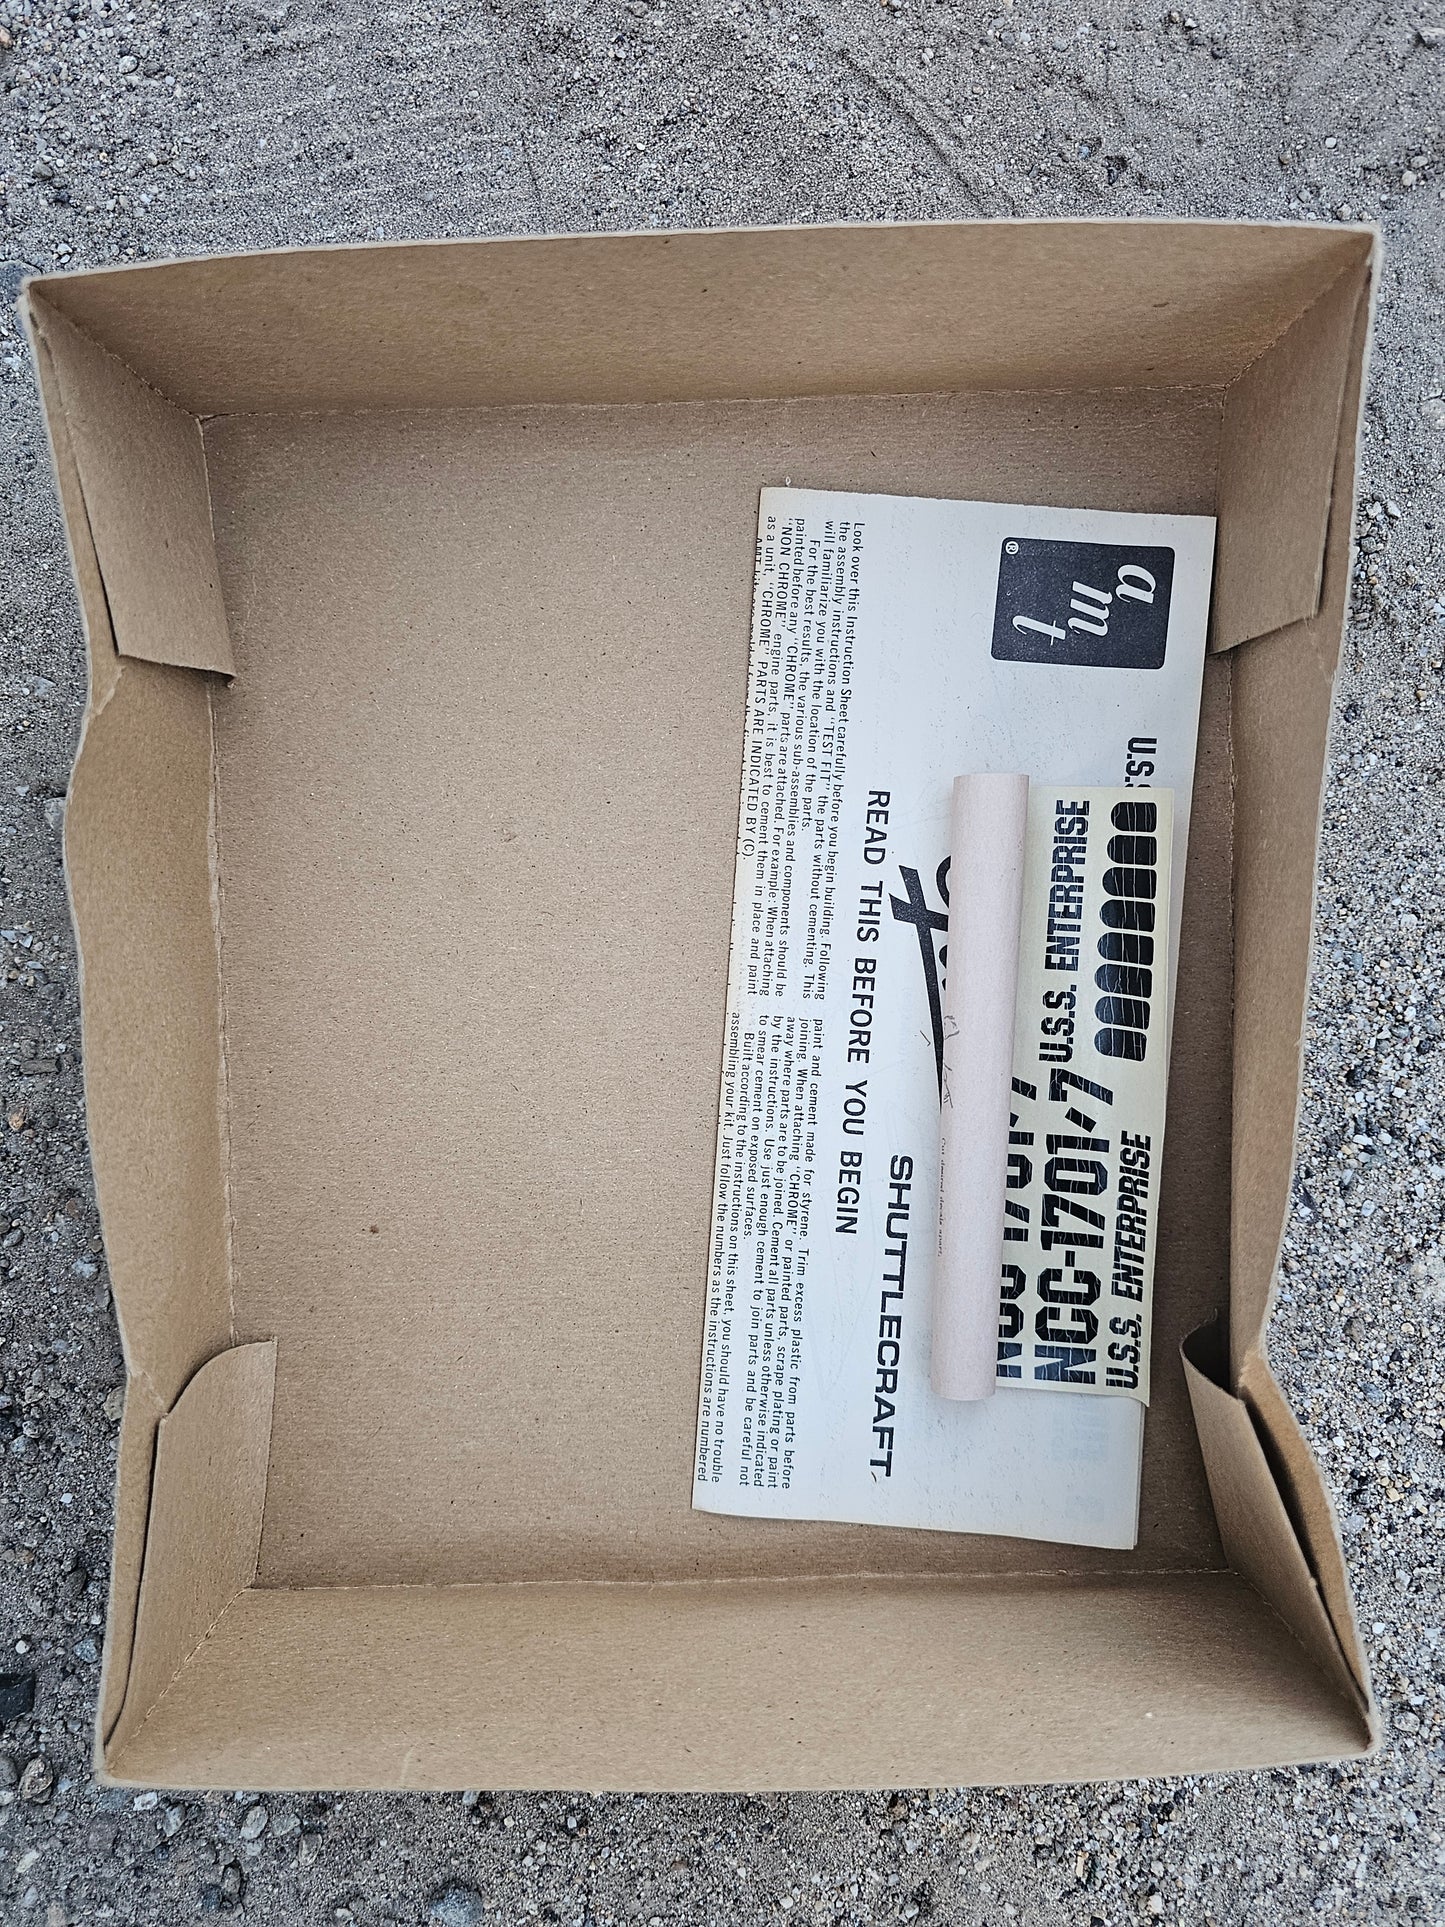 amt
®
U.S.
U.S.S. ENTERPRISE
U.S.S. ENTERPRISE
NCC-1701/7
NCC-1701/7
Cut desired decals apart.
SHUTTLECRAFT
READ THIS BEFORE YOU BEGIN
Look over this Instruction Sheet carefully before you begin building. Following
the assembly instructions and "TEST FIT" the parts without cementing. This
will familiarize you with the location of the parts.
For the best results, the various sub-assemblies and components should be
painted before any "CHROME" parts are attached. For example: When attaching
"NON CHROME" engine parts, it is best to cement them in place and paint
as a unit. "CHROME" PARTS ARE INDICATED BY (C).
paint and cement made for styrene. Trim excess plastic from parts before
joining. When attaching "CHROME" or painted parts, scrape plating or paint
away where parts are to be joined. Cement all parts unless otherwise indicated
by the instructions. Use just enough cement to join parts and be careful not
to smear cement on exposed surfaces.
Built according to the instructions on this sheet, you should have no trouble
assembling your kit. Just follow the numbers as the instructions are numbered